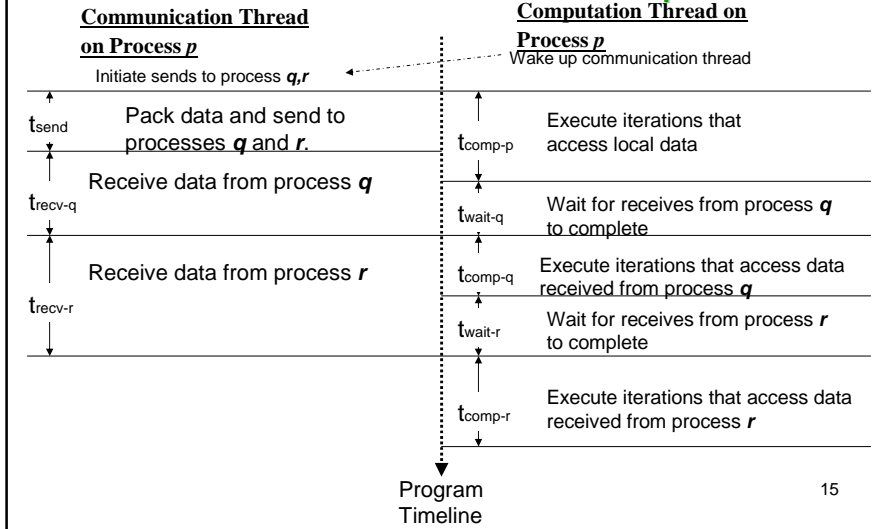 Communication Thread
on Process p
Initiate sends to process q,r
Computation Thread on
Process p
Wake up communication thread
tsend
Pack data and send to
processes q and r.
trecv-q
Receive data from process q
trecv-r
Receive data from process r
tcomp-p
Execute iterations that
access local data
twait-q
Wait for receives from process q
to complete
tcomp-q
Execute iterations that access data
received from process q
twait-r
Wait for receives from process r
to complete
tcomp-r
Execute iterations that access data
received from process r
Program
Timeline
15